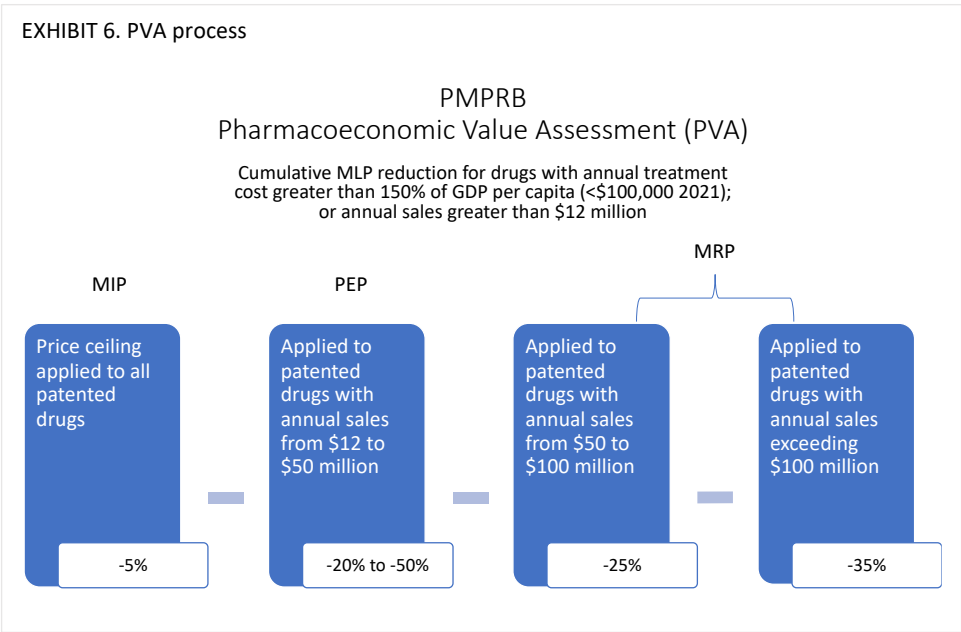 EXHIBIT 6. PVA process
PMPRB
Pharmacoeconomic Value Assessment (PVA)
Cumulative MLP reduction for drugs with annual treatment
cost greater than 150% of GDP per capita (<$100,000 2021);
or annual sales greater than $12 million
MRP
MIP
PEP
Price ceiling
applied to all
patented
drugs
-5%
Applied to
patented
drugs with
annual sales
from $12 to
$50 million
-20% to -50%
Applied to
patented
drugs with
annual sales
from $50 to
$100 million
-25%
Applied to
patented
drugs with
annual sales
exceeding
$100 million
-35%